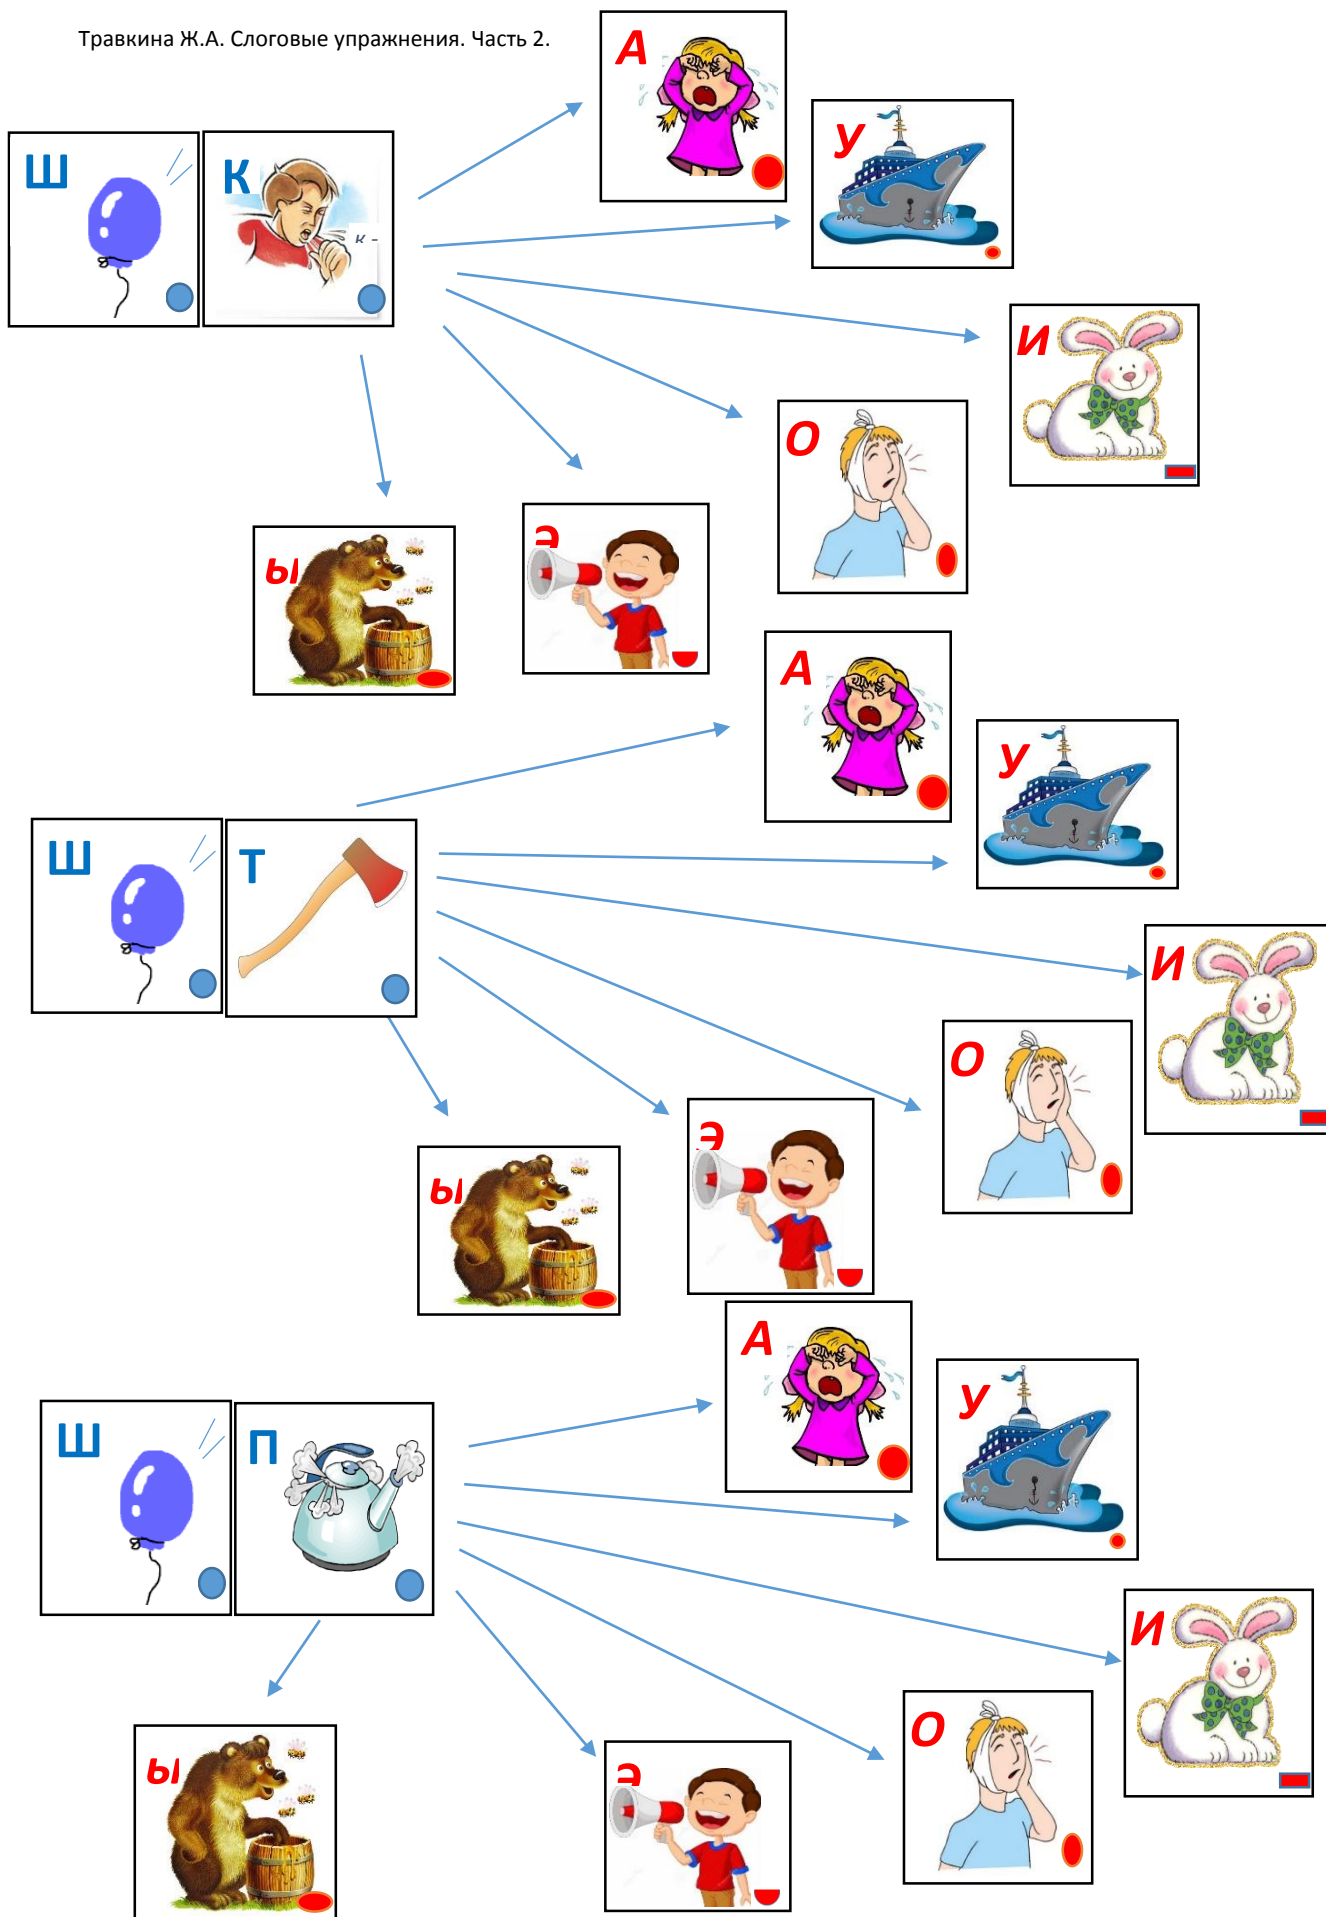 Травкина Ж.А. Слоговые упражнения. Часть 2.
А
У
Ш К
К -
И
О
Э
Ы
А
У
Ш Т
И
О
Э
Ы
А
У
Ш П
И
О
Э
Ы